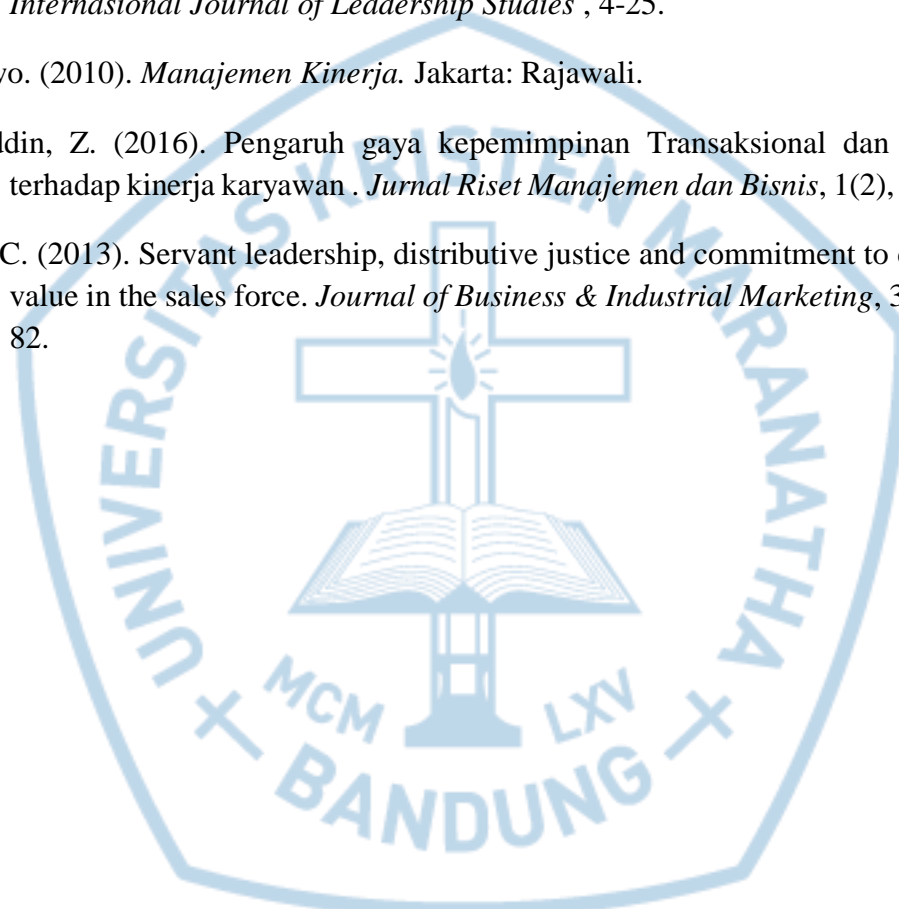 Internasional Journal of Leadership Studies , 4-25.
vo. (2010). Manajemen Kinerja. Jakarta: Rajawali.
ddin, Z. (2016). Pengaruh gaya kepemimpinan Transaksional dan
terhadap kinerja karyawan . Jurnal Riset Manajemen dan Bisnis, 1(2),
C. (2013). Servant leadership, distributive justice and commitment to
value in the sales force. Journal of Business & Industrial Marketing, 3
82.
UNIVERSITAS KRISTEN MARANATHA
MCM LXV
BANDUNG